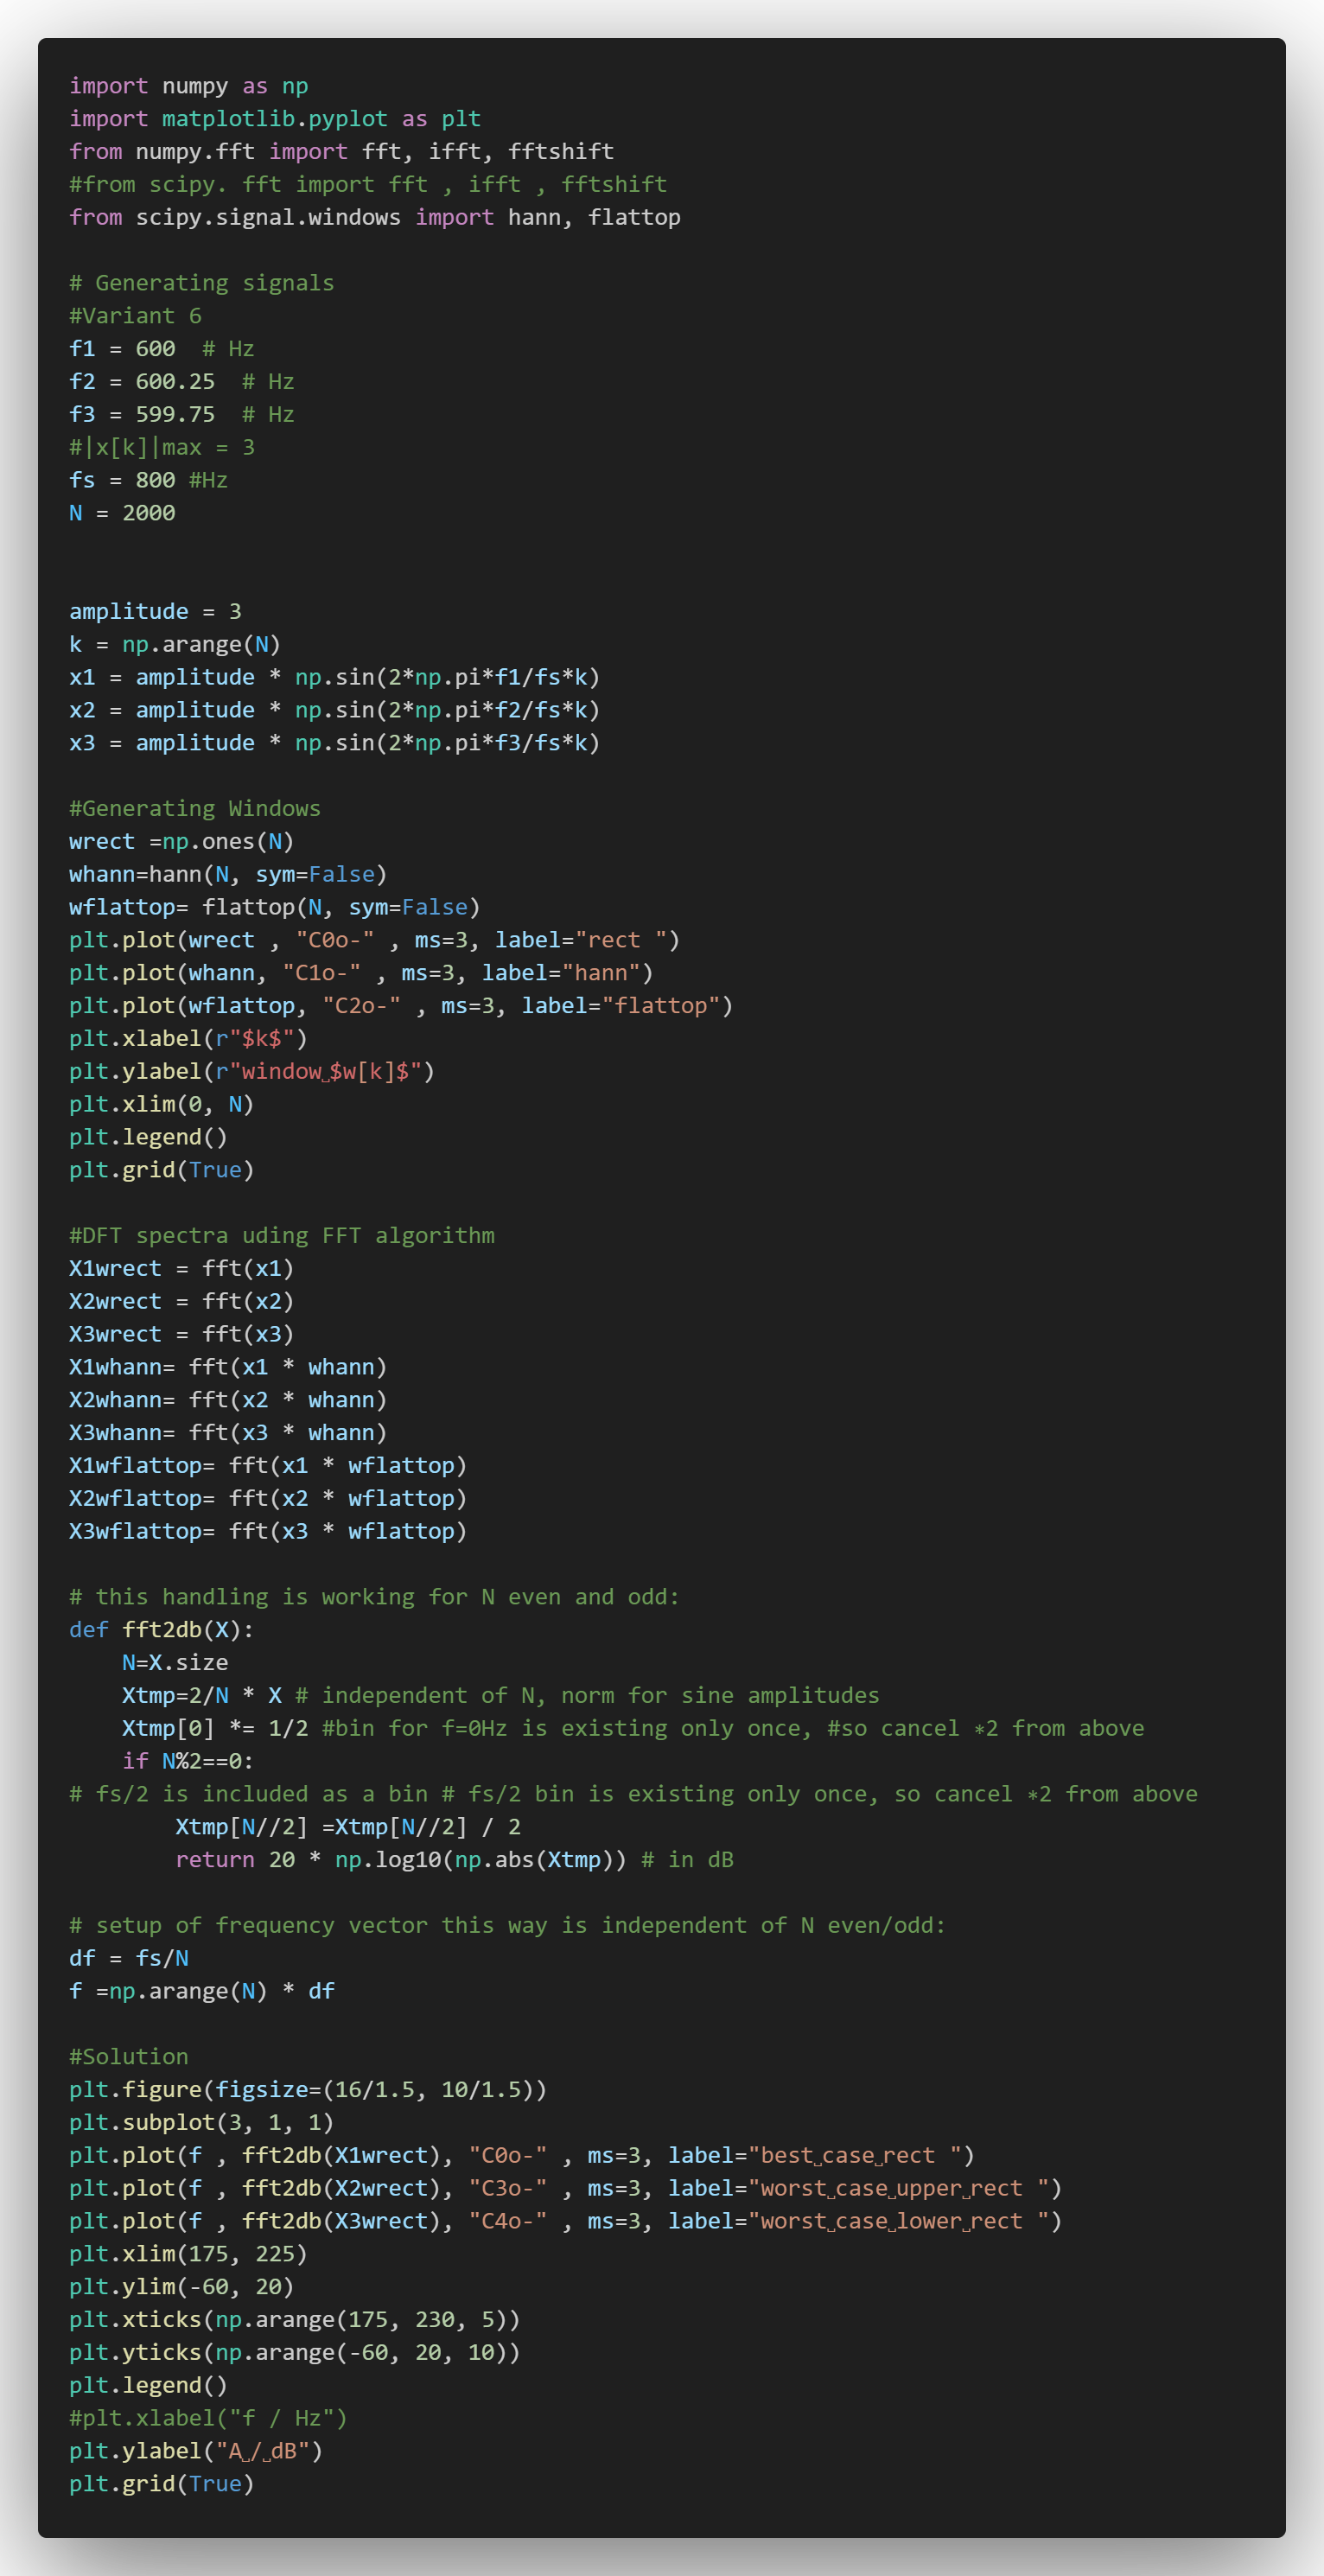 import numpy as np
import matplotlib.pyplot as plt
from numpy.fft import fft, ifft, fftshift
#from scipy. fft import fft , ifft , fftshift
from scipy.signal.windows import hann, flattop

# Generating signals
#Variant 6
f1 = 600  # Hz
f2 = 600.25  # Hz
f3 = 599.75  # Hz
#|x[k]|max = 3
fs = 800 #Hz
N = 2000


amplitude = 3
k = np.arange(N)
x1 = amplitude * np.sin(2*np.pi*f1/fs*k)
x2 = amplitude * np.sin(2*np.pi*f2/fs*k)
x3 = amplitude * np.sin(2*np.pi*f3/fs*k)

#Generating Windows
wrect =np.ones(N)
whann=hann(N, sym=False)
wflattop= flattop(N, sym=False)
plt.plot(wrect , "C0o-" , ms=3, label="rect ")
plt.plot(whann, "C1o-" , ms=3, label="hann")
plt.plot(wflattop, "C2o-" , ms=3, label="flattop")
plt.xlabel(r"$k$")
plt.ylabel(r"window␣$w[k]$")
plt.xlim(0, N)
plt.legend()
plt.grid(True)

#DFT spectra uding FFT algorithm
X1wrect = fft(x1)
X2wrect = fft(x2)
X3wrect = fft(x3)
X1whann= fft(x1 * whann)
X2whann= fft(x2 * whann)
X3whann= fft(x3 * whann)
X1wflattop= fft(x1 * wflattop)
X2wflattop= fft(x2 * wflattop)
X3wflattop= fft(x3 * wflattop)

# this handling is working for N even and odd:
def fft2db(X):
    N=X.size
    Xtmp=2/N * X # independent of N, norm for sine amplitudes
    Xtmp[0] *= 1/2 #bin for f=0Hz is existing only once, #so cancel ∗2 from above
    if N%2==0:
# fs/2 is included as a bin # fs/2 bin is existing only once, so cancel ∗2 from above
        Xtmp[N//2] =Xtmp[N//2] / 2
        return 20 * np.log10(np.abs(Xtmp)) # in dB

# setup of frequency vector this way is independent of N even/odd:
df = fs/N
f =np.arange(N) * df

#Solution
plt.figure(figsize=(16/1.5, 10/1.5))
plt.subplot(3, 1, 1)
plt.plot(f , fft2db(X1wrect), "C0o-" , ms=3, label="best␣case␣rect ")
plt.plot(f , fft2db(X2wrect), "C3o-" , ms=3, label="worst␣case␣upper␣rect ")
plt.plot(f , fft2db(X3wrect), "C4o-" , ms=3, label="worst␣case␣lower␣rect ")
plt.xlim(175, 225)
plt.ylim(-60, 20)
plt.xticks(np.arange(175, 230, 5))
plt.yticks(np.arange(-60, 20, 10))
plt.legend()
#plt.xlabel("f / Hz")
plt.ylabel("A␣/␣dB")
plt.grid(True)